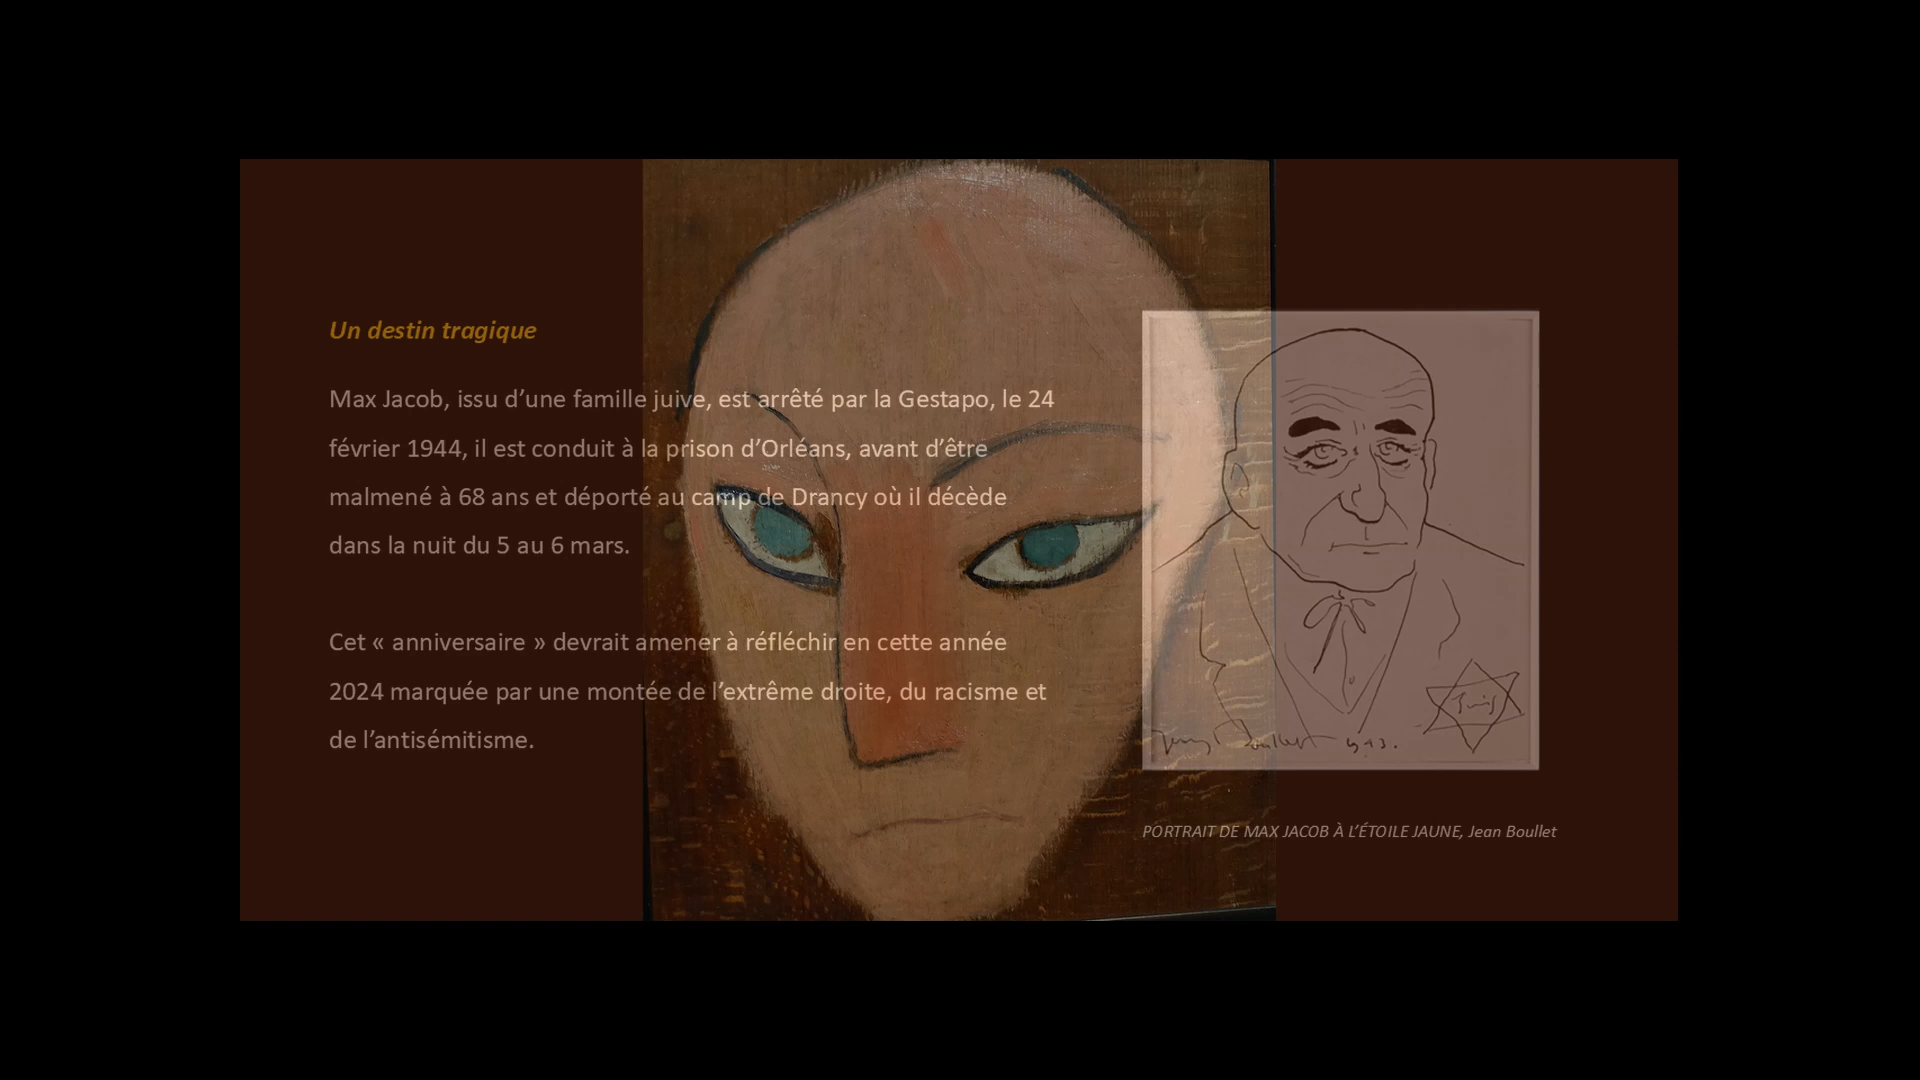 Un destin tragique
Max Jacob, issu d’une famille juive, est arrêté par la Gestapo, le 24
février 1944, il est conduit à la prison d’Orléans, avant d’être
malmené à 68 ans et déporté au camp de Drancy où il décède
dans la nuit du 5 au 6 mars.
Cet « anniversaire » devrait amener à réfléchir en cette année
2024 marquée par une montée de l’extrême droite, du racisme et
de l’antisémitisme.
Juif
Boullet
PORTRAIT DE MAX JACOB À L’ÉTOILE JAUNE, Jean Boullet